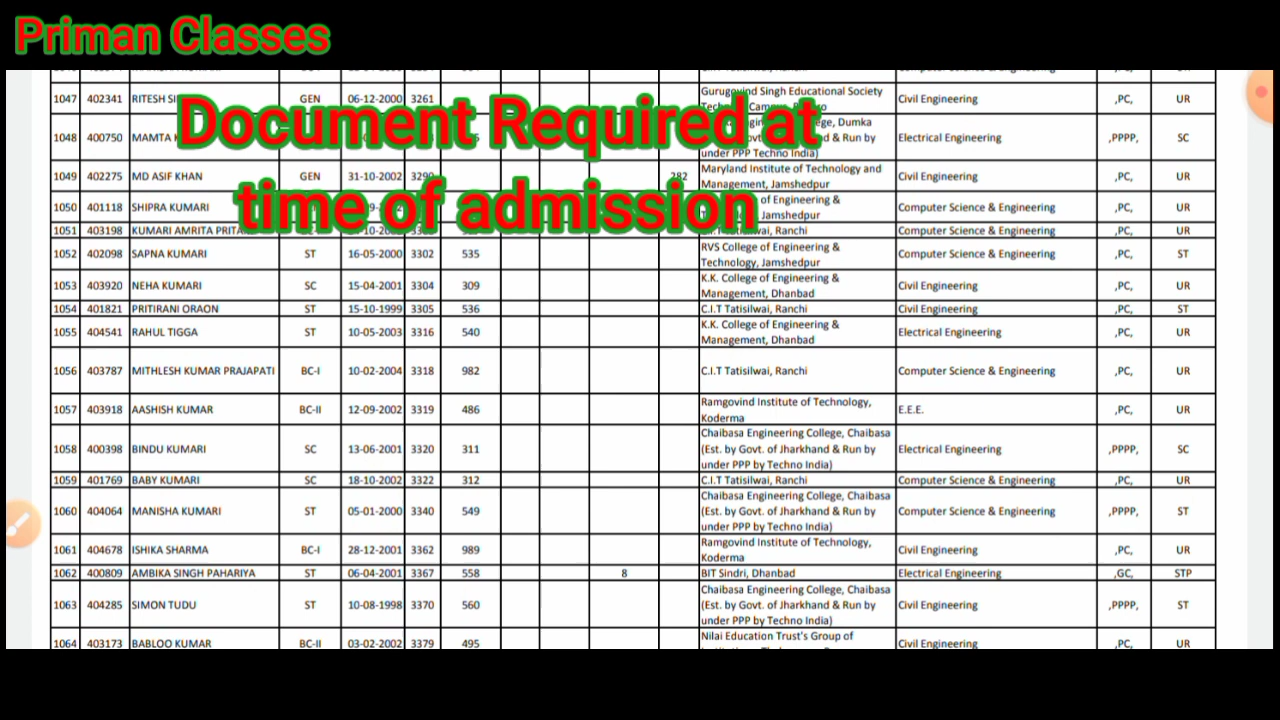 Priman Classes
Document Required at
time of admission
1047 402341 RITESH GEN 06-12-2000 3261 Gurugovind Singh Educational Society Civil Engineering ,PC, UR
1048 400750 MAMTA Dumka Electrical Engineering ,PPPP, SC
under PPP Techno India)
1049 402275 MD ASIF KHAN GEN 31-10-2002 282 Maryland Institute of Technology and Civil Engineering ,PC, UR
Management, Jamshedpur
1050 401118 SHIPRA KUMARI of Engineering & Computer Science & Engineering ,PC, UR
Jamshedpur
1051 403198 KUMARI AMRITA Ranchi Computer Science & Engineering ,PC, UR
1052 402098 SAPNA KUMARI ST 16-05-2000 3302 535 RVS College of Engineering & Computer Science & Engineering ,PC, ST
Technology, Jamshedpur
1053 403920 NEHA KUMARI SC 15-04-2001 3304 309 K.K. College of Engineering & Civil Engineering ,PC, UR
Management, Dhanbad
1054 401821 PRITIRANI ORAON ST 15-10-1999 3305 536 C.I.T Tatisilwai, Ranchi Civil Engineering ,PC, ST
1055 404541 RAHUL TIGGA ST 10-05-2003 3316 540 K.K. College of Engineering & Electrical Engineering ,PC, UR
Management, Dhanbad
1056 403787 MITHLESH KUMAR PRAJAPATI BC-I 10-02-2004 3318 982 C.I.T Tatisilwai, Ranchi Computer Science & Engineering ,PC, UR
1057 403918 AASHISH KUMAR BC-II 12-09-2002 3319 486 Ramgovind Institute of Technology, E.E.E. ,PC, UR
Koderma
1058 400398 BINDU KUMARI SC 13-06-2001 3320 311 Chaibasa Engineering College, Chaibasa Electrical Engineering ,PPPP, SC
(Est. by Govt. of Jharkhand & Run by
under PPP by Techno India)
1059 401769 BABY KUMARI SC 18-10-2002 3322 312 C.I.T Tatisilwai, Ranchi Computer Science & Engineering ,PC, UR
1060 404064 MANISHA KUMARI ST 05-01-2000 3340 549 Chaibasa Engineering College, Chaibasa Computer Science & Engineering ,PPPP, ST
(Est. by Govt. of Jharkhand & Run by
under PPP by Techno India)
1061 404678 ISHIKA SHARMA BC-I 28-12-2001 3362 989 Ramgovind Institute of Technology, Civil Engineering ,PC, UR
Koderma
1062 400809 AMBIKA SINGH PAHARIYA ST 06-04-2001 3367 558 8 BIT Sindri, Dhanbad Electrical Engineering ,GC, STP
1063 404285 SIMON TUDU ST 10-08-1998 3370 560 Chaibasa Engineering College, Chaibasa Civil Engineering ,PPPP, ST
(Est. by Govt. of Jharkhand & Run by
under PPP by Techno India)
1064 403173 BABLOO KUMAR BC-II 03-02-2002 3379 495 Nilai Education Trust's Group of Civil Engineering ,PC, UR